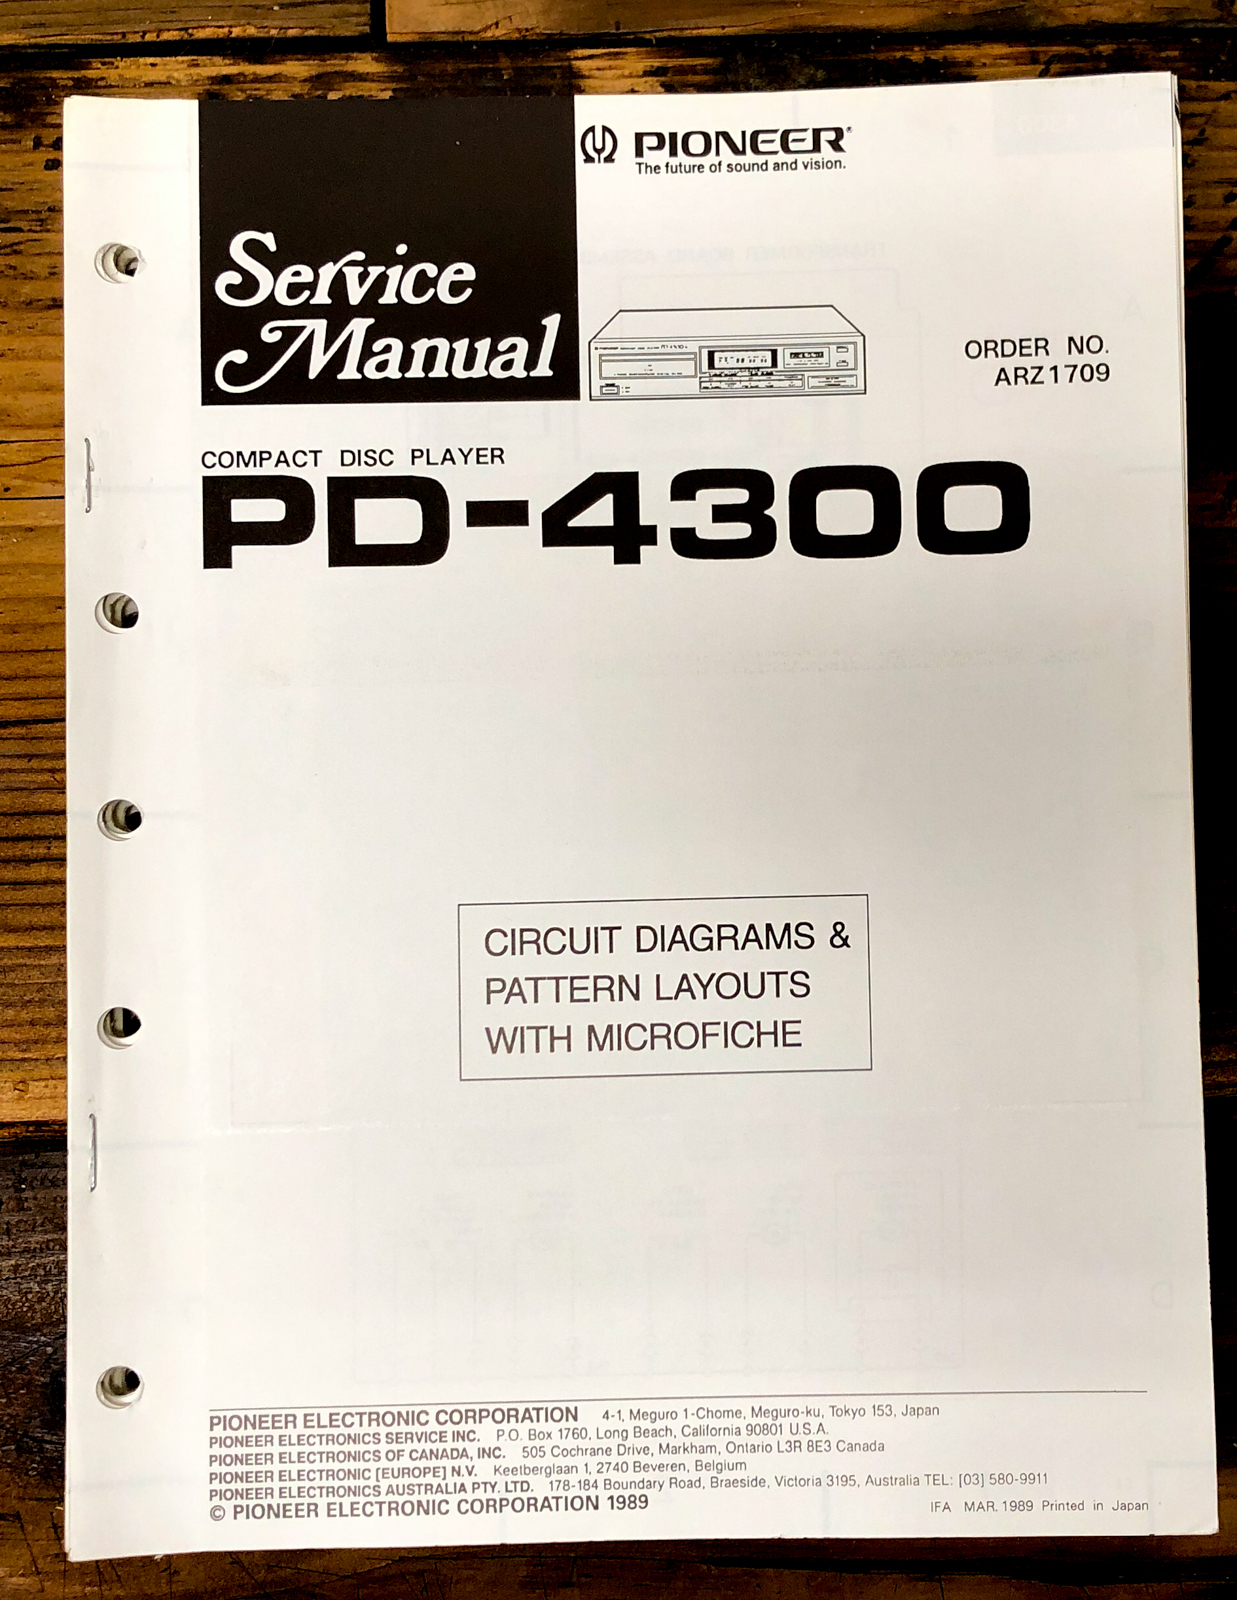 PIONEER®
The future of sound and vision.
Service
Manual
ORDER NO.
ARZ1709
COMPACT DISC PLAYER
PD-4300
CIRCUIT DIAGRAMS &
PATTERN LAYOUTS
WITH MICROFICHE
PIONEER ELECTRONIC CORPORATION 4-1, Meguro 1-Chome, Meguro-ku, Tokyo 153, Japan
PIONEER ELECTRONICS SERVICE INC. P.O. Box 1760, Long Beach, California 90801 U.S.A.
PIONEER ELECTRONICS OF CANADA, INC. 505 Cochrane Drive, Markham, Ontario L3R 8E3 Canada
PIONEER ELECTRONIC [EUROPE] N.V. Keetberglaan 1, 2740 Beveren, Belgium
PIONEER ELECTRONICS AUSTRALIA PTY. LTD. 178-184 Boundary Road, Braeside, Victoria 3195, Australia TEL: [03] 580-9911
© PIONEER ELECTRONIC CORPORATION 1989
IFA MAR. 1989 Printed in Japan